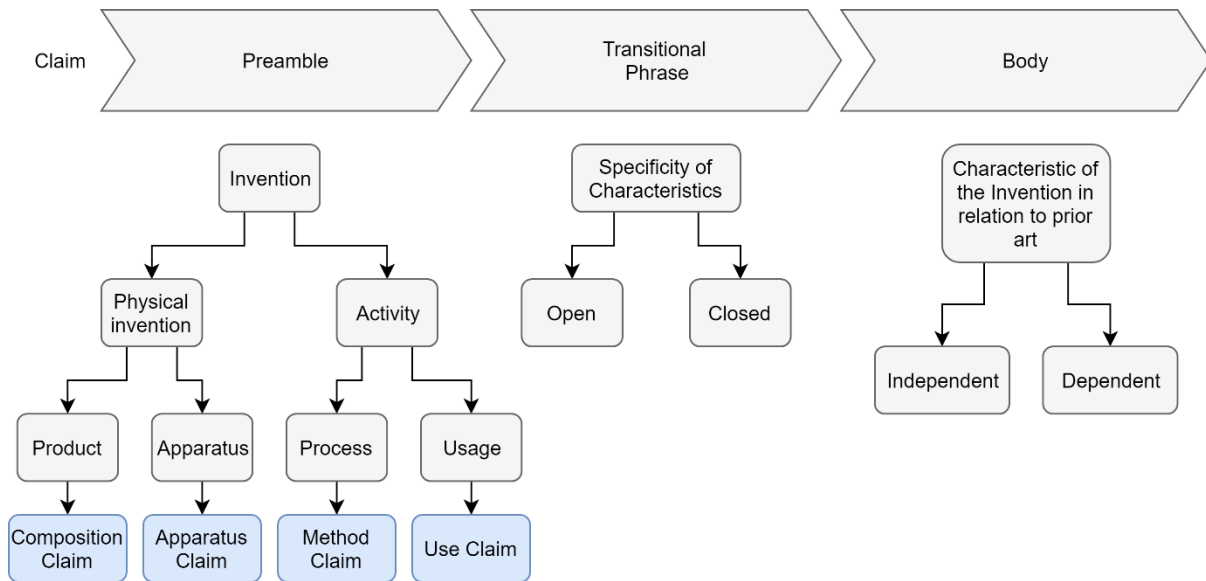 Claim
Preamble
Transitional
Phrase
Body
Invention
Specificity of
Characteristics
Characteristic of
the Invention in
relation to prior
art
Physical
invention
Activity
Open
Closed
Independent
Dependent
Product
Apparatus
Process
Usage
Composition
Claim
Apparatus
Claim
Method
Claim
Use Claim